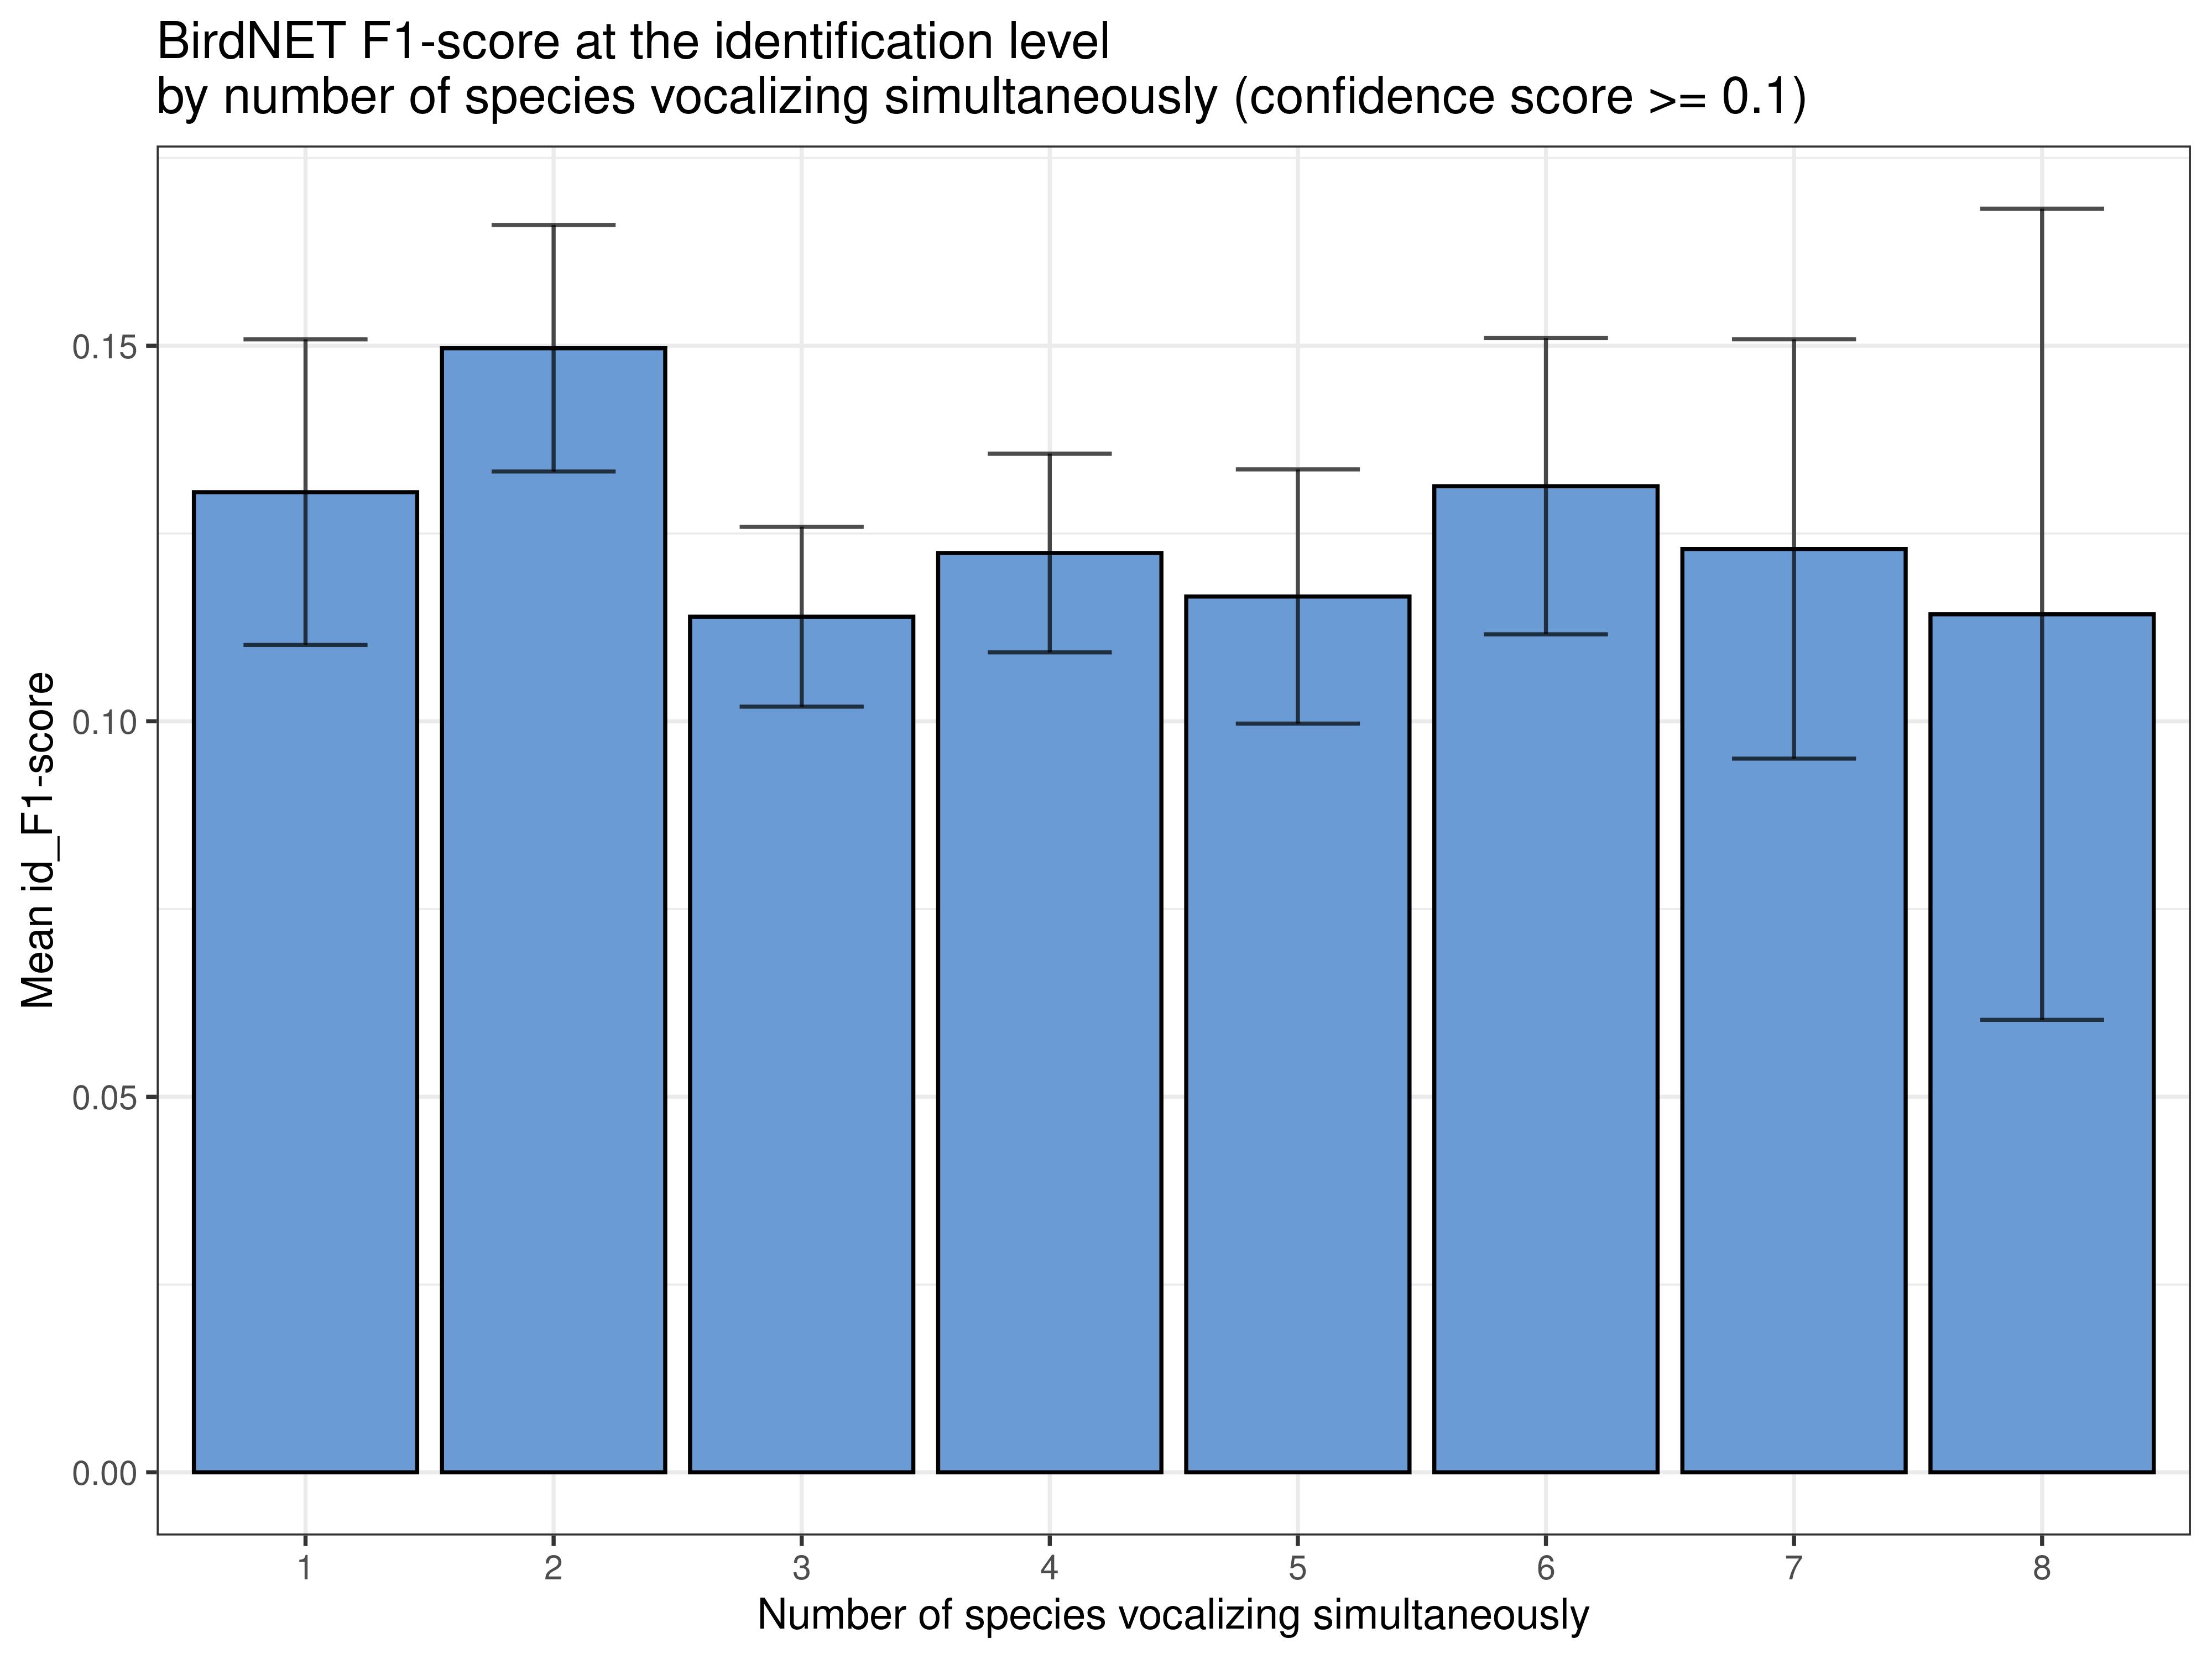 BirdNET F1-score at the identification level
by number of species vocalizing simultaneously (confidence score >= 0.1)
Mean id_F1-score
0.15
0.10
0.05
0.00
1 2 3 4 5 6 7 8
Number of species vocalizing simultaneously